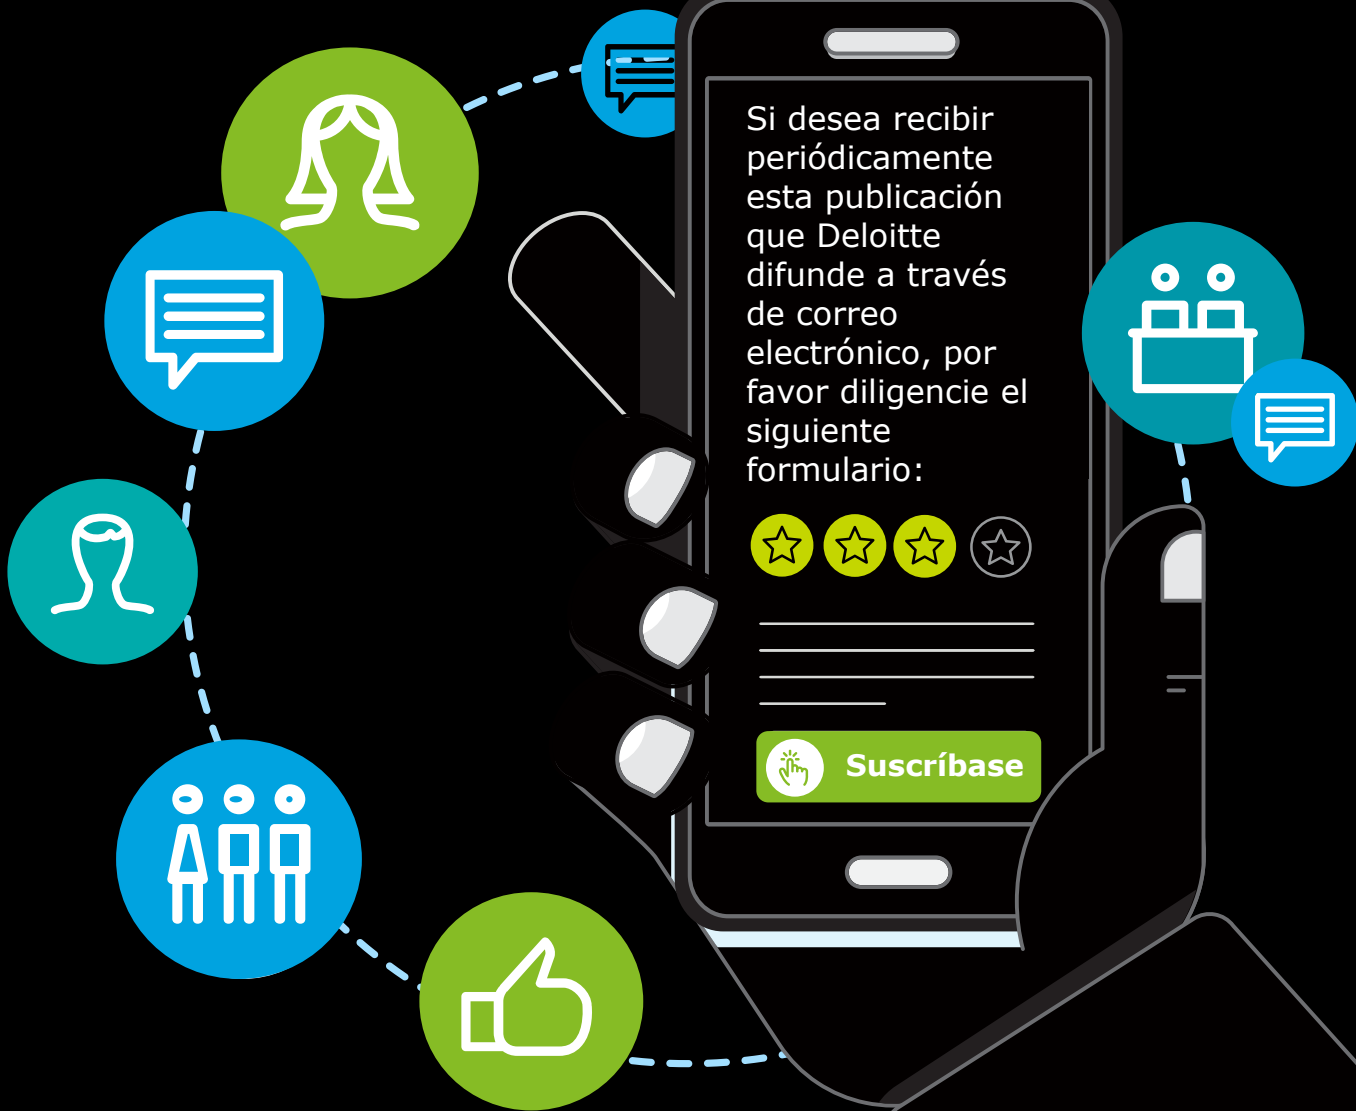 Si desea recibir
periódicamente
esta publicación
que Deloitte
difunde a través
de correo
electrónico, por
favor diligencie el
siguiente
formulario:
Suscríbase